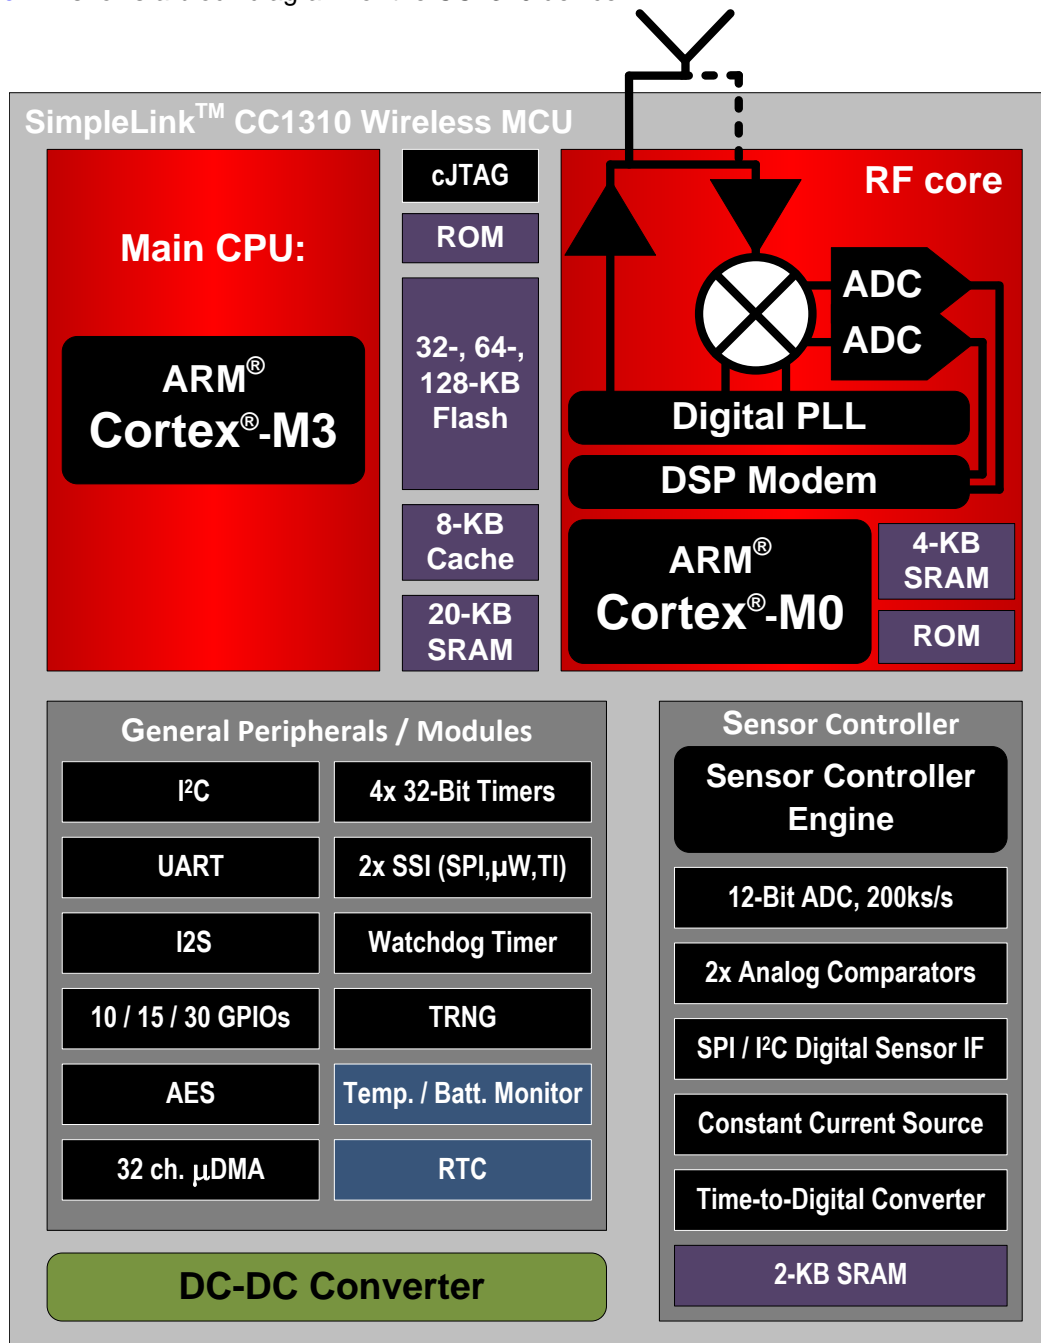 SimpleLink™ CC1310 Wireless MCU
Main CPU:
ARM®
Cortex®-M3
cJTAG
ROM
32-, 64-,
128-KB
Flash
8-KB
Cache
20-KB
SRAM
RF core
ADC
ADC
Digital PLL
DSP Modem
ARM®
Cortex®-M0
4-KB
SRAM
ROM
General Peripherals / Modules
I²C
4x 32-Bit Timers
UART
2x SSI (SPI,µW,TI)
I2S
Watchdog Timer
10 / 15 / 30 GPIOs
TRNG
AES
Temp. / Batt. Monitor
32 ch. µDMA
RTC
Sensor Controller
Sensor Controller
Engine
12-Bit ADC, 200ks/s
2x Analog Comparators
SPI / I²C Digital Sensor IF
Constant Current Source
Time-to-Digital Converter
2-KB SRAM
DC-DC Converter